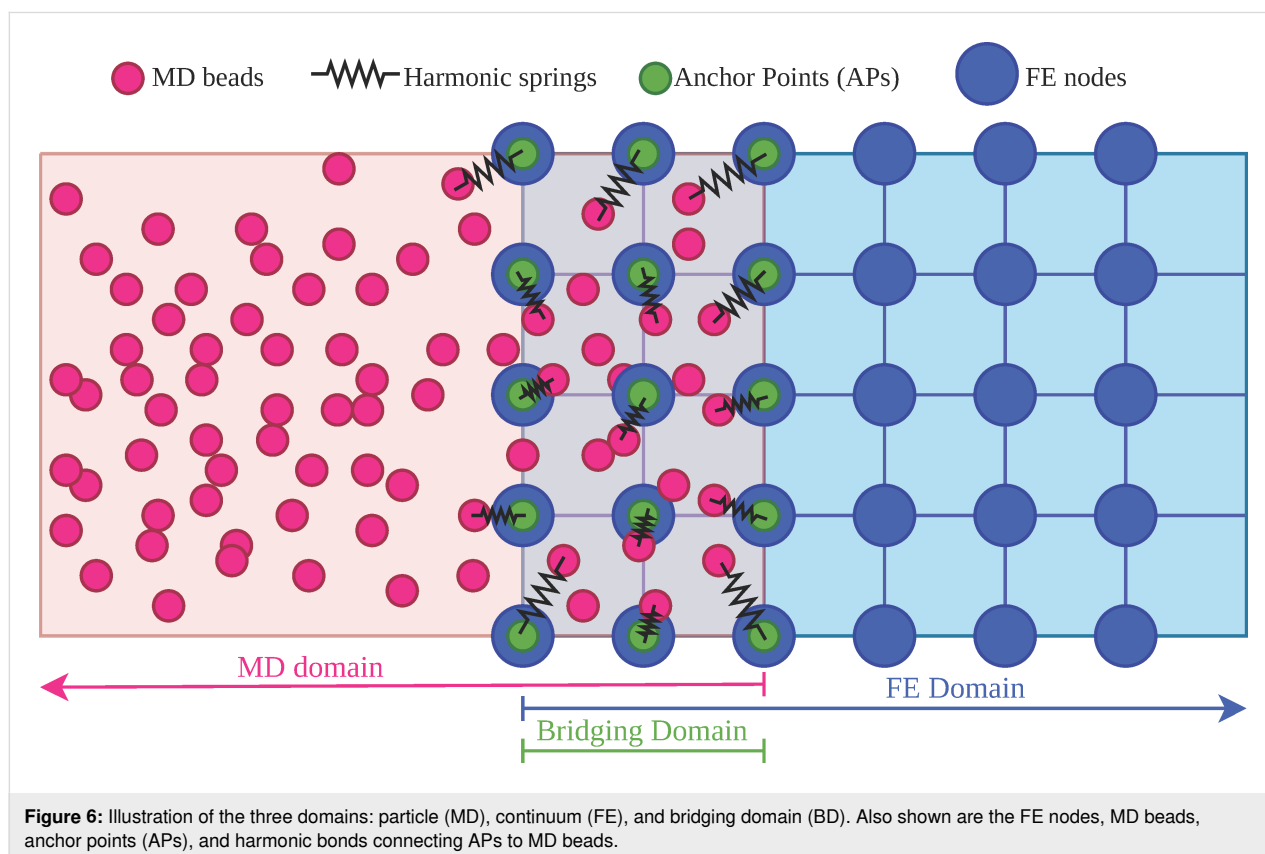 MD beads Harmonic springs Anchor Points (APs) FE nodes
MD domain
FE Domain
Bridging Domain
Figure 6: Illustration of the three domains: particle (MD), continuum (FE), and bridging domain (BD). Also shown are the FE nodes, MD beads,
anchor points (APs), and harmonic bonds connecting APs to MD beads.